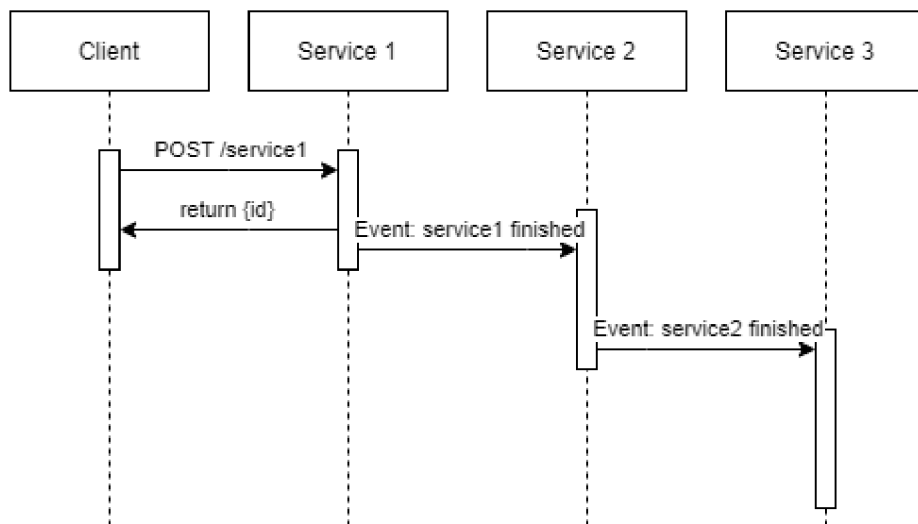 Client
Service 1
Service 2
Service 3
POST /service1
return {id}
Event: service1 finished
Event: service2 finished